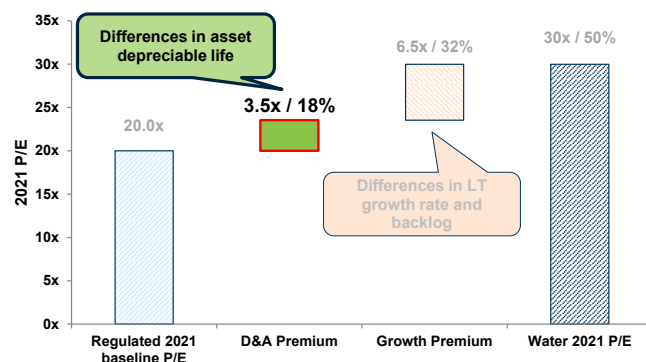 35x
30x
25x
20x
15x
10x
5x
0x
2021 P/E
Differences in asset
depreciable life
20.0x
3.5x / 18%
6.5x / 32%
30x / 50%
Differences in LT
growth rate and
backlog
Regulated 2021
baseline P/E
D&A Premium
Growth Premium
Water 2021 P/E